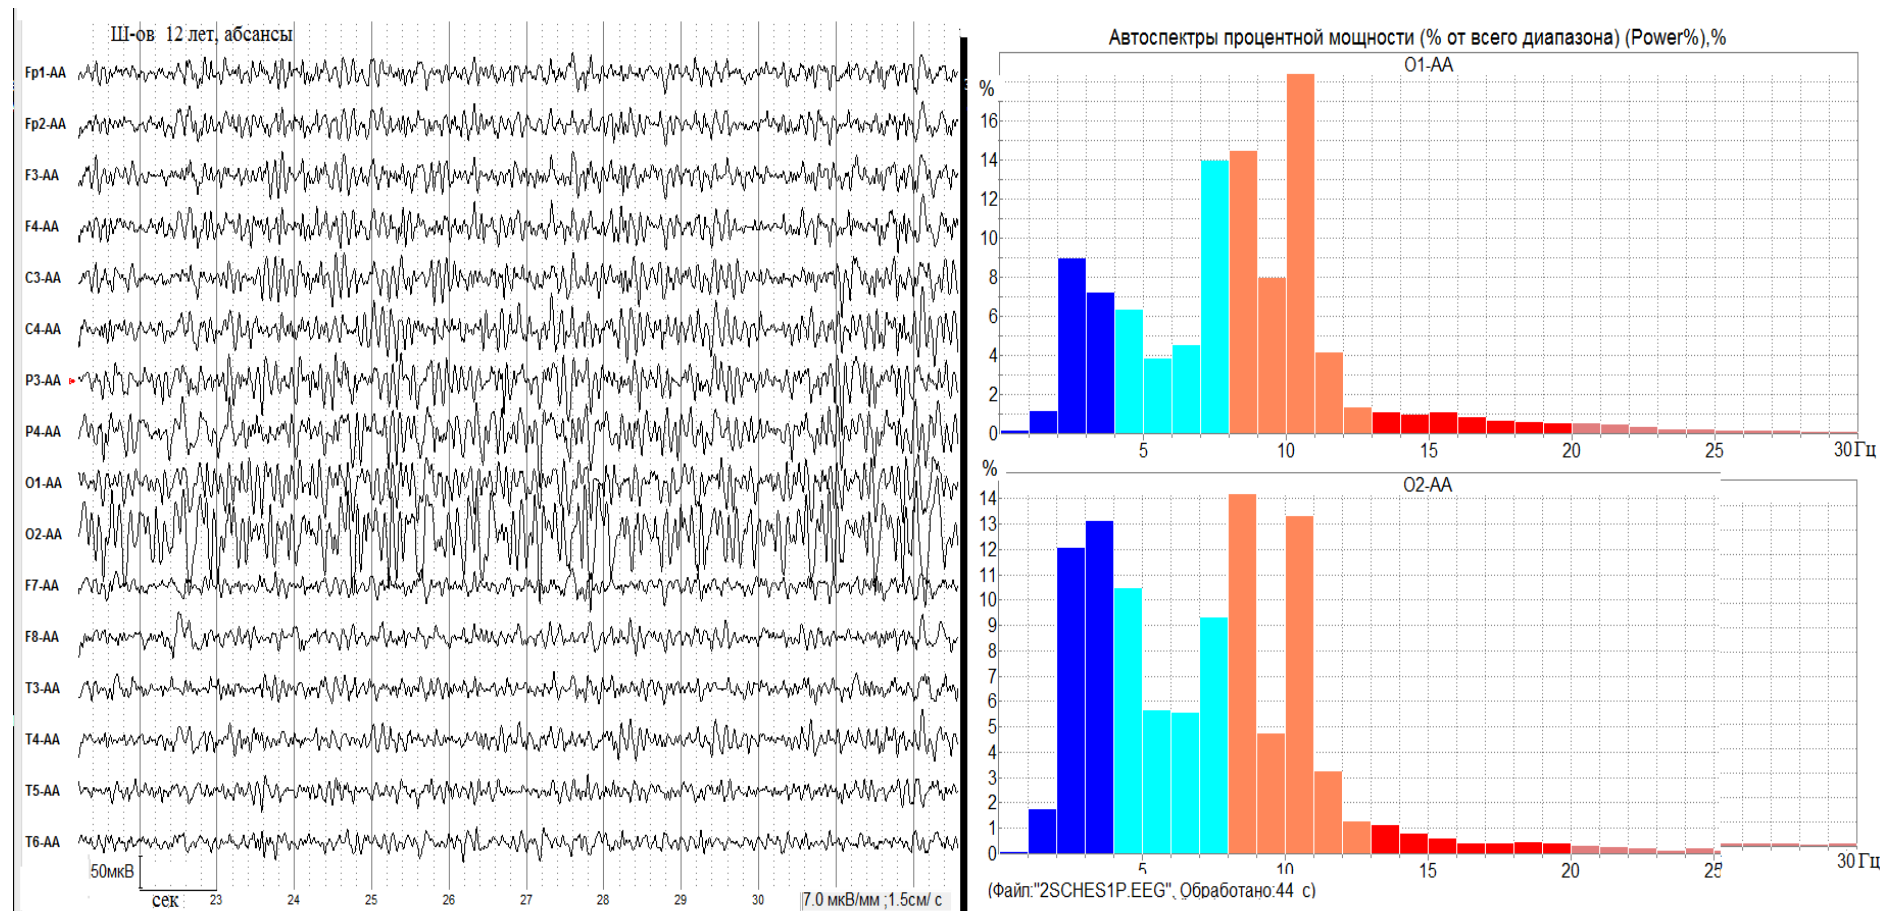 Ш-ов 12 лет, абсансы
Fp1-AA
Fp2-AA
F3-AA
F4-AA
C3-AA
C4-AA
P3-AA
P4-AA
O1-AA
O2-AA
F7-AA
F8-AA
T3-AA
T4-AA
T5-AA
T6-AA
50мкВ
сек 23 24 25 26 27 28 29 30 7.0 мкВ/мм ;1.5см/ с
Автоспектры процентной мощности (% от всего диапазона) (Power%),%
O1-AA
%
16
14
12
10
8
6
4
2
0
5 10 15 20 25 30Гц
O2-AA
%
14
13
12
11
10
9
8
7
6
5
4
3
2
1
0
5 10 15 20 25 30Гц
(Файл:"2SCHES1P.EEG", Обработано:44 с)